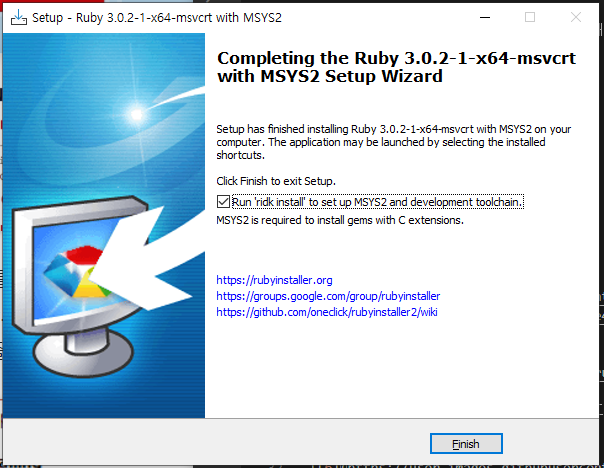 Setup - Ruby 3.0.2-1-x64-msvcrt with MSYS2
Completing the Ruby 3.0.2-1-x64-msvcrt
with MSYS2 Setup Wizard
Setup has finished installing Ruby 3.0.2-1-x64-msvcrt with MSYS2 on your
computer. The application may be launched by selecting the installed
shortcuts.
Click Finish to exit Setup.
Run 'ridk install' to set up MSYS2 and development toolchain.
MSYS2 is required to install gems with C extensions.
https://rubyinstaller.org
https://groups.google.com/group/rubyinstaller
https://github.com/oneclick/rubyinstaller2/wiki
Finish